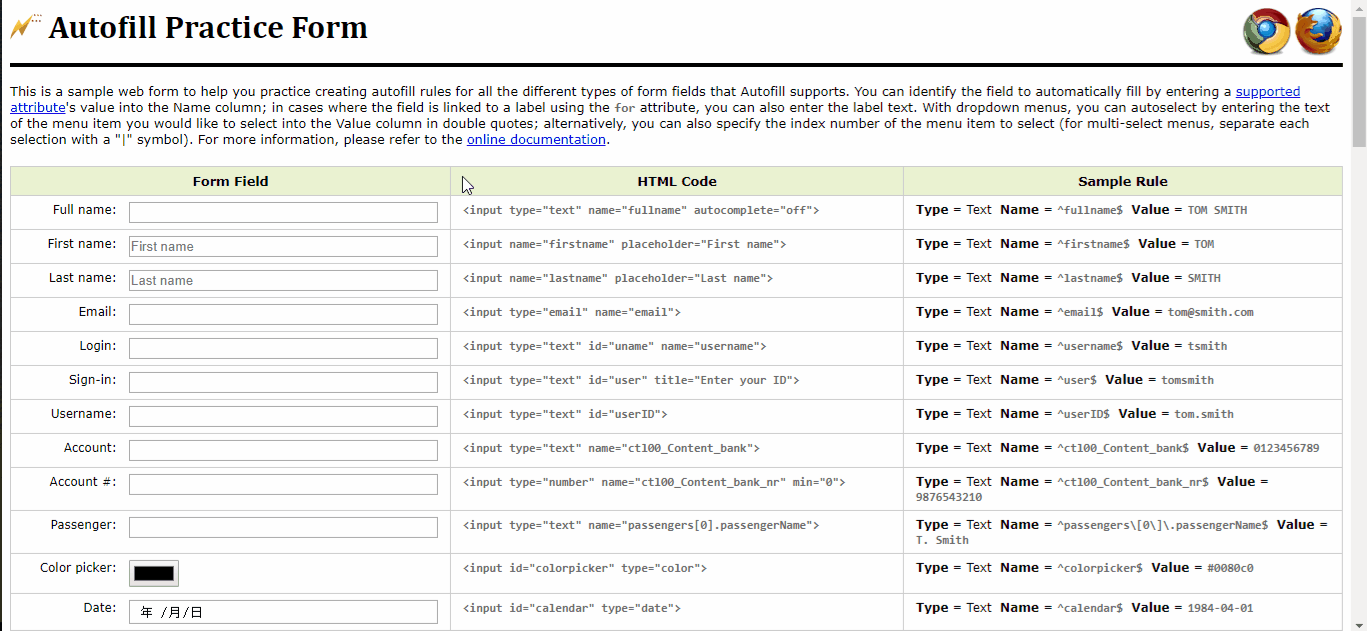 Autofill Practice Form
This is a sample web form to help you practice creating autofill rules for all the different types of form fields that Autofill supports. You can identify the field to automatically fill by entering a supported
attribute's value into the Name column; in cases where the field is linked to a label using the for attribute, you can also enter the label text. With dropdown menus, you can autoselect by entering the text
of the menu item you would like to select into the Value column in double quotes; alternatively, you can also specify the index number of the menu item to select (for multi-select menus, separate each
selection with a "|" symbol). For more information, please refer to the online documentation.
Form Field HTML Code Sample Rule
Full name: <input type="text" name="fullname" autocomplete="off"> Type = Text Name = ^fullname$ Value = TOM SMITH
First name: First name <input name="firstname" placeholder="First name"> Type = Text Name = ^firstname$ Value = TOM
Last name: Last name <input name="lastname" placeholder="Last name"> Type = Text Name = ^lastname$ Value = SMITH
Email: <input type="email" name="email"> Type = Text Name = ^email$ Value = tom@smith.com
Login: <input type="text" id="uname" name="username"> Type = Text Name = ^username$ Value = tsmith
Sign-in: <input type="text" id="user" title="Enter your ID"> Type = Text Name = ^user$ Value = tomsmith
Username: <input type="text" id="userID"> Type = Text Name = ^userID$ Value = tom.smith
Account: <input type="text" name="ctl00_Content_bank"> Type = Text Name = ^ctl00_Content_bank$ Value = 0123456789
Account #: <input type="number" name="ctl00_Content_bank_nr" min="0"> Type = Text Name = ^ctl00_Content_bank_nr$ Value =
9876543210
Passenger: <input type="text" name="passengers[0].passengerName"> Type = Text Name = ^passengers\[0\]\.passengerName$ Value =
T. Smith
Color picker: <input id="colorpicker" type="color"> Type = Text Name = ^colorpicker$ Value = #0080c0
Date: 年 /月/日 <input id="calendar" type="date"> Type = Text Name = ^calendar$ Value = 1984-04-01